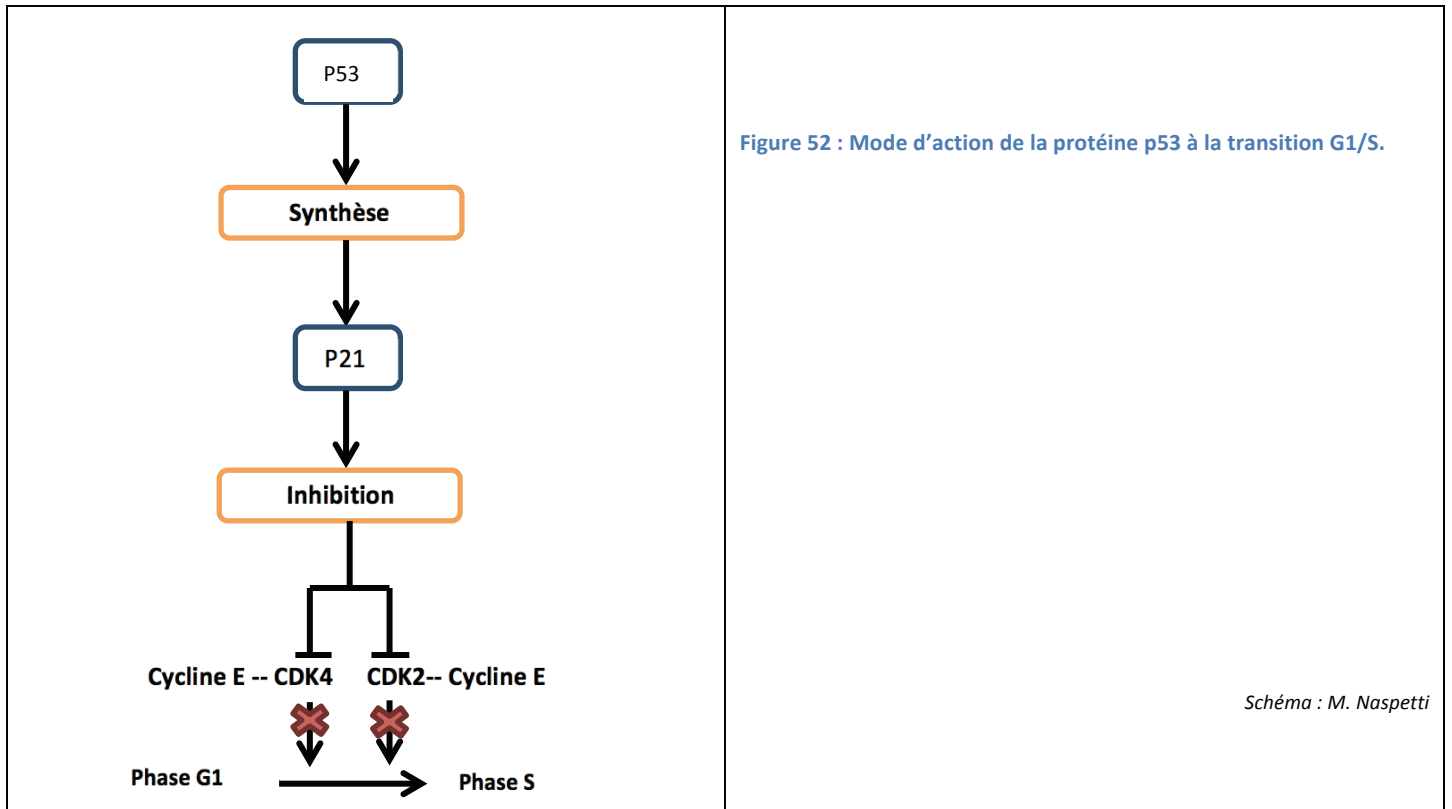 P53
Figure 52 : Mode d'action de la protéine p53 à la transition G1/S.
Synthèse
P21
Inhibition
Cycline E -- CDK4 CDK2-- Cycline E
Schéma : M. Naspetti
Phase G1 Phase S